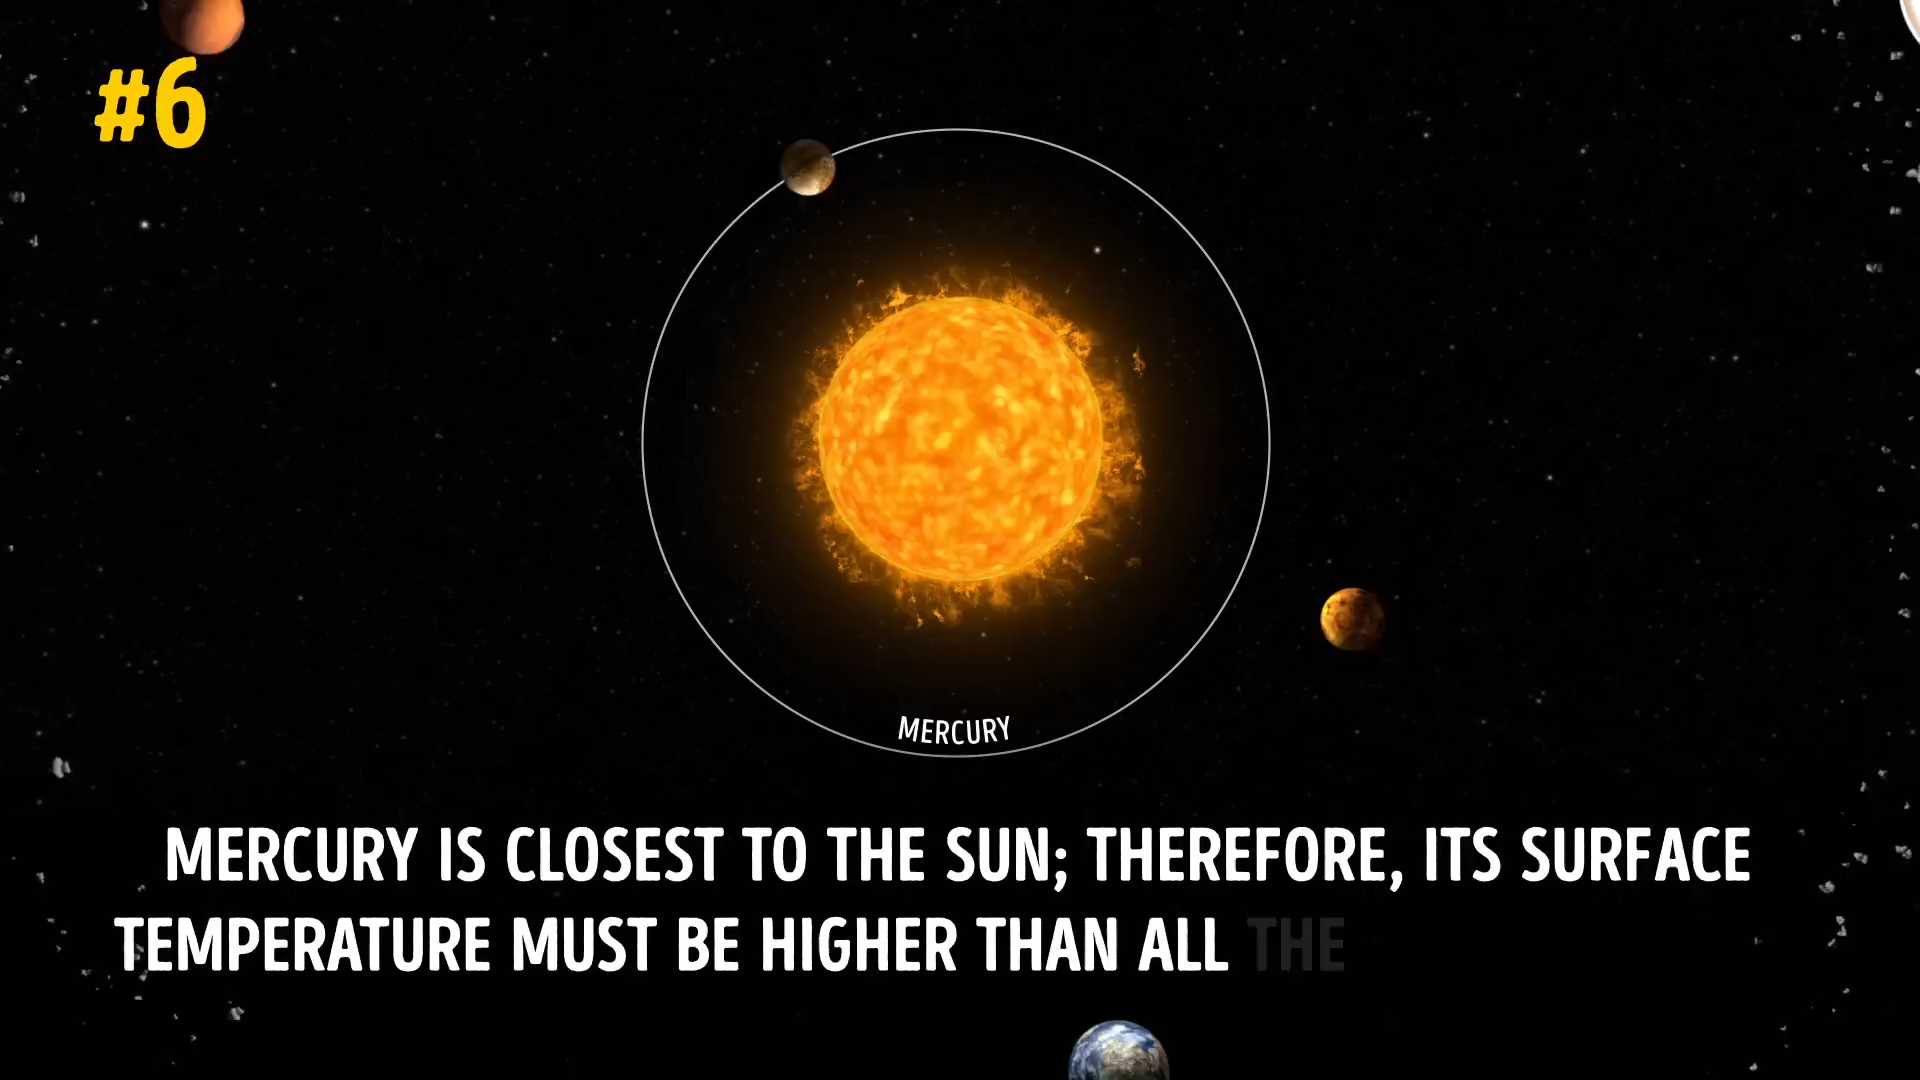 #6
MERCURY
MERCURY IS CLOSEST TO THE SUN; THEREFORE, ITS SURFACE
TEMPERATURE MUST BE HIGHER THAN ALL THE